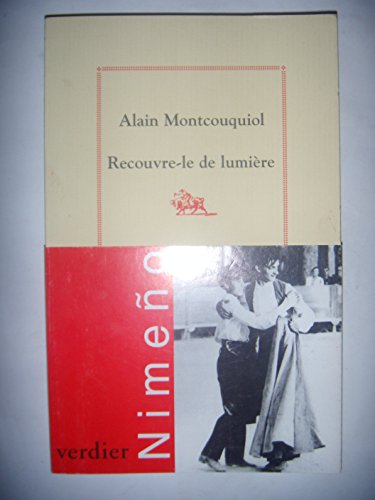 Alain Montcouquiol
Recouvre-le de lumière
Nimeño
verdier